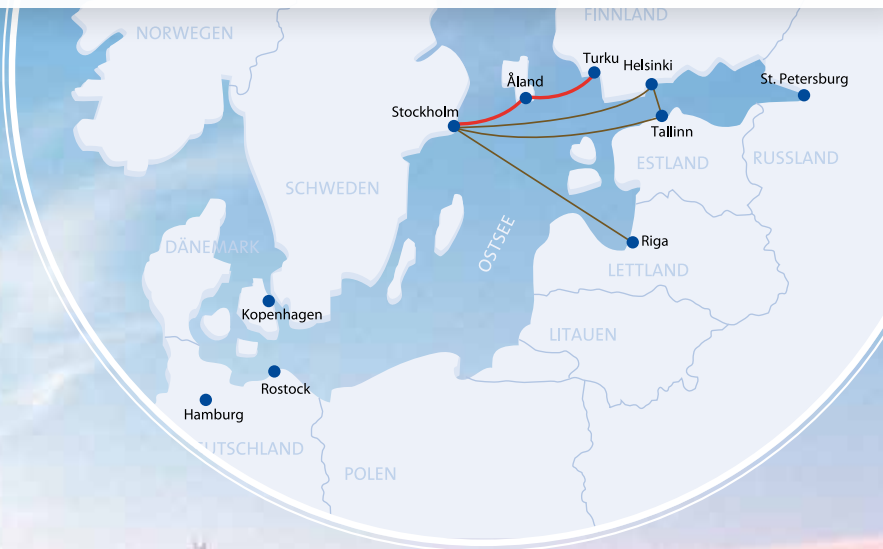 FINNLAND
NORWEGEN
Turku
Helsinki
Åland
St. Petersburg
Stockholm
Tallinn
ESTLAND
RUSSLAND
SCHWEDEN
OSTSEE
DÄNEMARK
Riga
LETTLAND
Kopenhagen
LITAUEN
Rostock
Hamburg
UTSCHLAND
POLEN